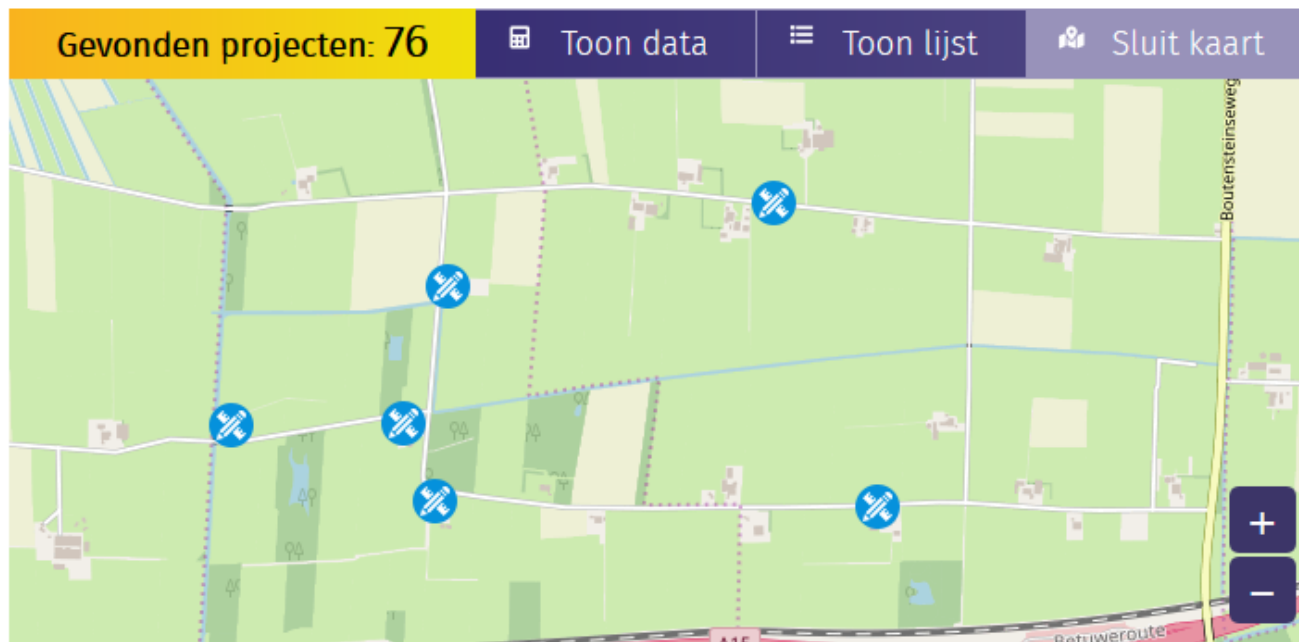 Gevonden projecten: 76
Toon data
Toon lijst
Sluit kaart
Boutensteinseweg
+
−
A15
Betuweroute